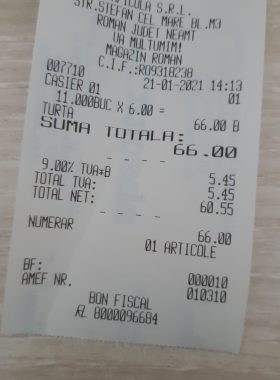 ICOLA S.R.L.
STR.STEFAN CEL MARE BL.M3
ROMAN JUDET NEAMT
VA MULTUMIM!
MAGAZIN ROMAN
C.I.F.:RO9318238
007710 21-01-2021 14:13
CASIER 01 01
11.000BUC X 6.00 =
TURTA 66.00 B
SUMA TOTALA:
66.00
- - - -
9.00% TVA*B 5.45
TOTAL TVA: 5.45
TOTAL NET: 60.55
- - - -
NUMERAR 66.00
01 ARTICOLE
BF: 000010
AMEF NR. 010310
BON FISCAL
8000096684